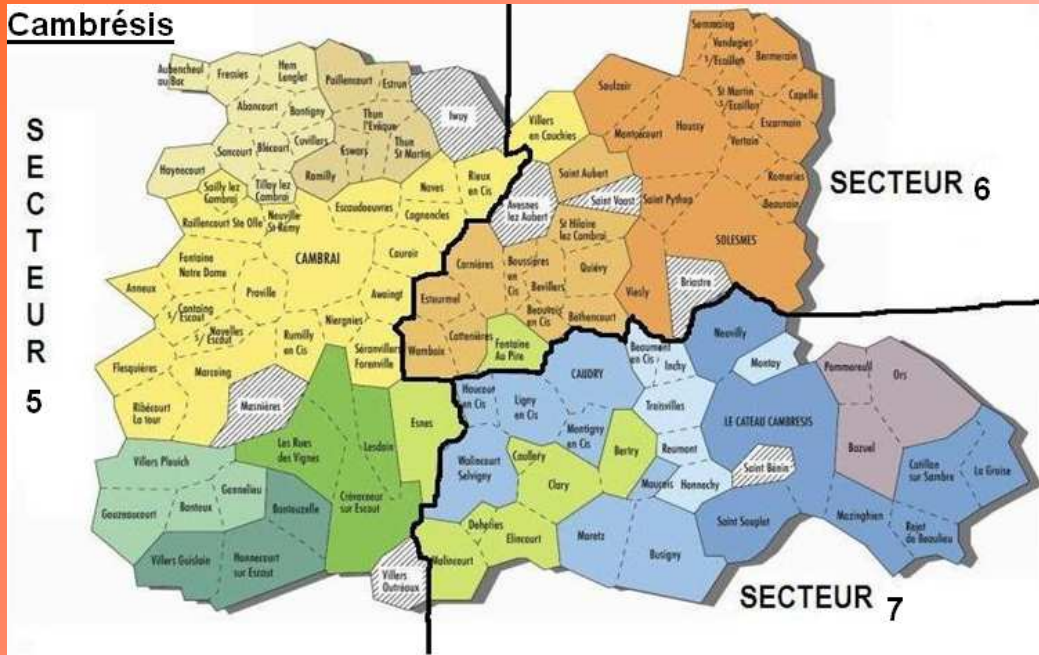 Cambrésis
SECTEUR
5
Aubencheul
au Bac
Fressies
Hem
Lenglet
Paillencourt
Estrun
Iwuy
Abancourt
Bantigny
Thun
l'Evêque
Cuvillers
Blécourt
Sancourt
Eswars
Thun
St Martin
Haynecourt
Ramilly
Sailly lez
Cambrai
Tilloy lez
Cambrai
Naves
Rieux
en Cis
Raillencourt Ste Olle
Neuville
St-Rémy
Escaudoeuvres
Cagnoncles
Fontaine
Notre Dame
CAMBRAI
Cauroir
Anneux
Proville
Awoingt
Cantaing
s/Escaut
Noyelles
s/Escaut
Rumilly
en Cis
Niergnies
Flesquières
Marcoing
Séranvillers
Forenville
Ribécourt
La tour
Masnières
Esnes
Les Rues
des Vignes
Lesdain
Villers Plouich
Gonnelieu
Crèvecoeur
sur Escaut
Gouzeaucourt
Banteux
Bantouzelle
Villers Guislain
Honnecourt
sur Escaut
Villers
Outréaux
Sommaing
Vendegies
s/Ecaillon
Bermerain
Saulzoir
St Martin
s/Ecaillon
Capelle
Villers
en Cauchies
Montrécourt
Haussy
Escarmain
Vertain
Saint Aubert
Romeries
Avesnes
lez Aubert
Saint Vaast
Saint Python
Beaurain
SECTEUR 6
St Hilaire
lez Cambrai
SOLESMES
Carnières
Boussières
en
Cis
Quiévy
Bevillers
Viesly
Briastre
Estourmel
Beauvois
en Cis
Béthencourt
Cattenières
Wambaix
Fontaine
Au Pire
Beaumont
en Cis
Inchy
Neuvilly
Montay
Pommereuil
Ors
CAUDRY
Haucourt
en Cis
Ligny
en Cis
Troisvilles
LE CATEAU CAMBRESIS
Montigny
en Cis
Bazuel
Walincourt
Selvigny
Caullery
Bertry
Reumont
Saint Bénin
Catillon
sur Sambre
La Groise
Clary
Maurois
Honnechy
Dehéries
Saint Souplet
Mazinghien
Rejet
de Beaulieu
Malincourt
Elincourt
Maretz
Busigny
SECTEUR 7